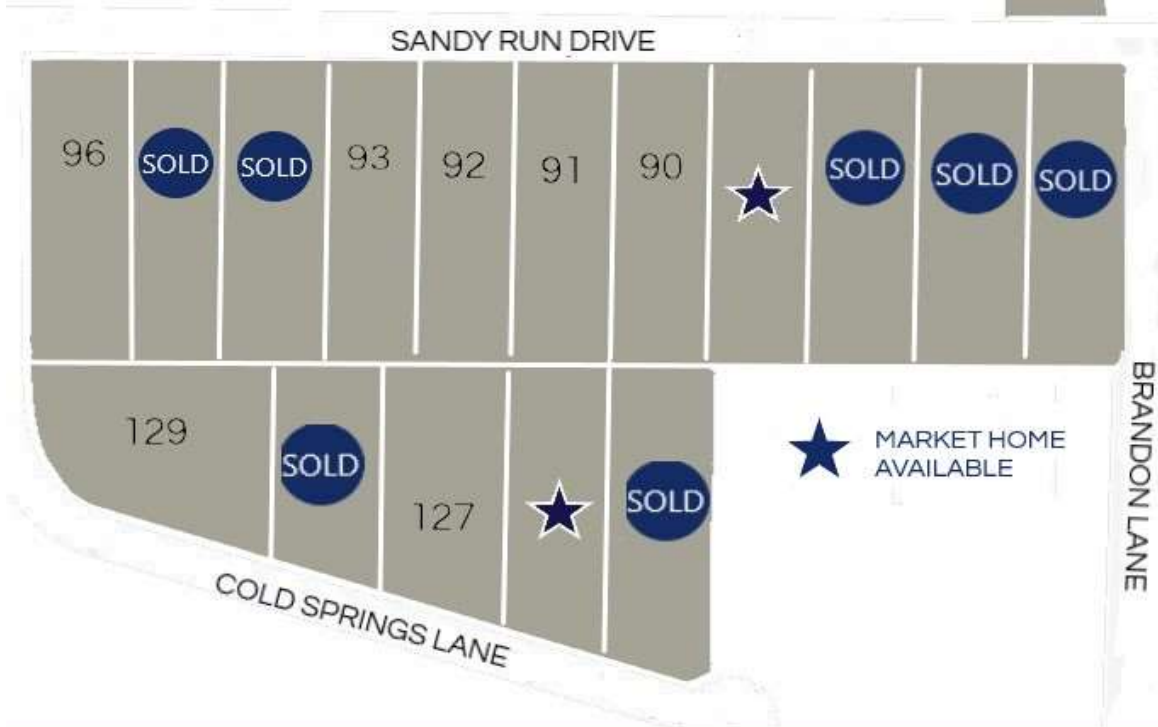 SANDY RUN DRIVE
96
SOLD
SOLD
93
92
91
90
SOLD
SOLD
SOLD
129
SOLD
127
SOLD
MARKET HOME
AVAILABLE
BRANDON LANE
COLD SPRINGS LANE